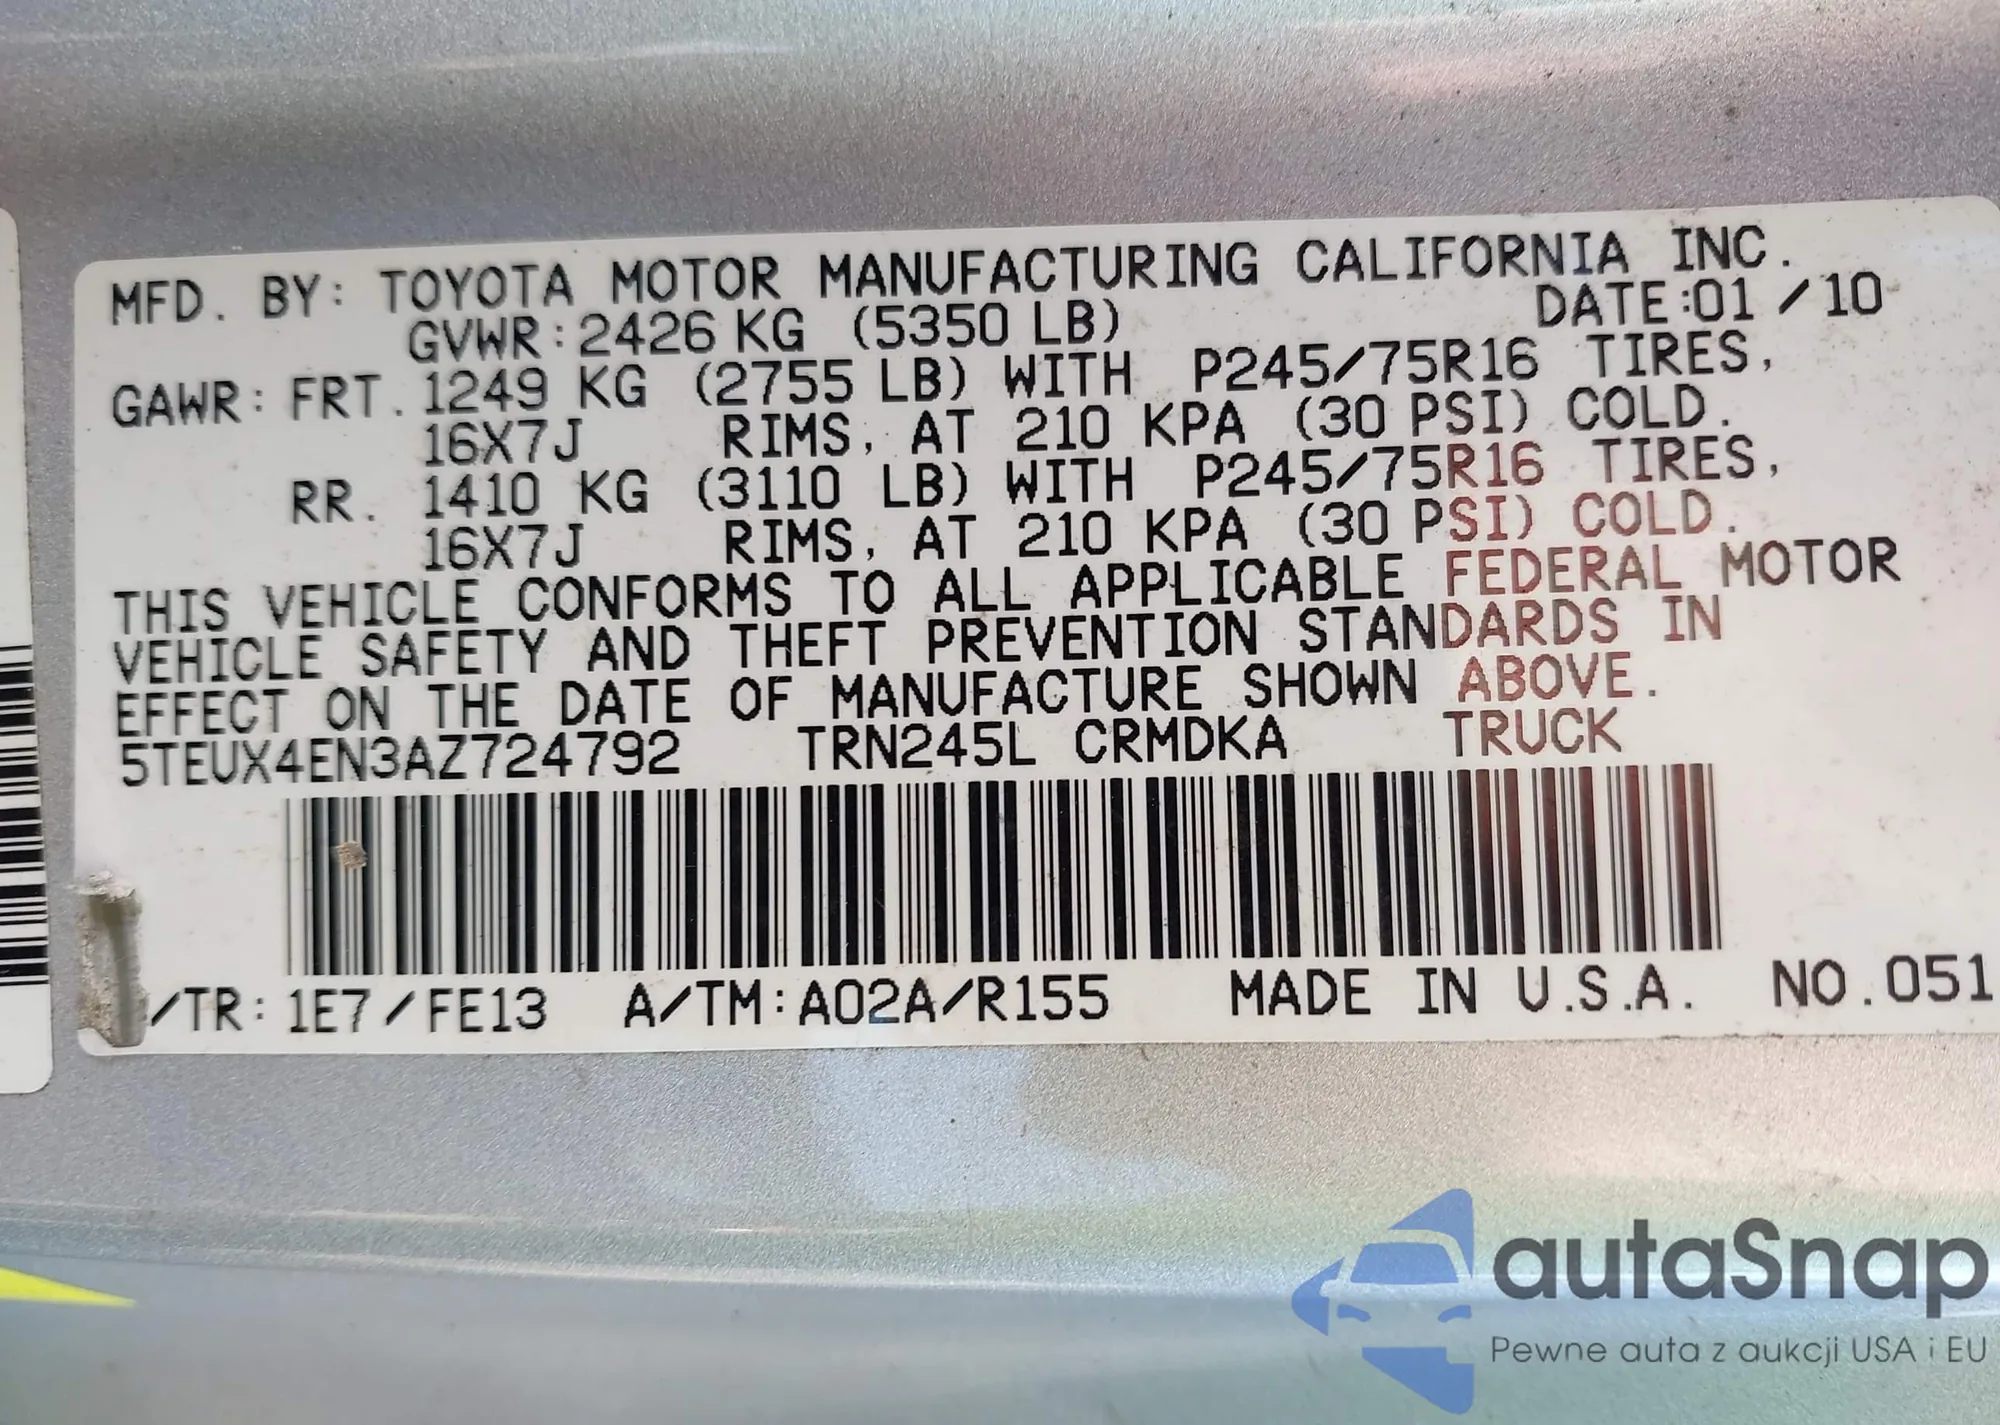 MFD. BY: TOYOTA MOTOR MANUFACTURING CALIFORNIA INC.
GVWR: 2426 KG (5350 LB) DATE:01 / 10
GAWR: FRT. 1249 KG (2755 LB) WITH P245/75R16 TIRES,
16X7J RIMS, AT 210 KPA (30 PSI) COLD.
RR. 1410 KG (3110 LB) WITH P245/75R16 TIRES,
16X7J RIMS, AT 210 KPA (30 PSI) COLD.
THIS VEHICLE CONFORMS TO ALL APPLICABLE FEDERAL MOTOR
VEHICLE SAFETY AND THEFT PREVENTION STANDARDS IN
EFFECT ON THE DATE OF MANUFACTURE SHOWN ABOVE.
5TEUX4EN3AZ724792 TRN245L CRMDKA TRUCK
/TR: 1E7 / FE13 A/TM: A02A/R155 MADE IN U.S.A. NO.051
autaSnap
Pewne auta z aukcji USA i EU